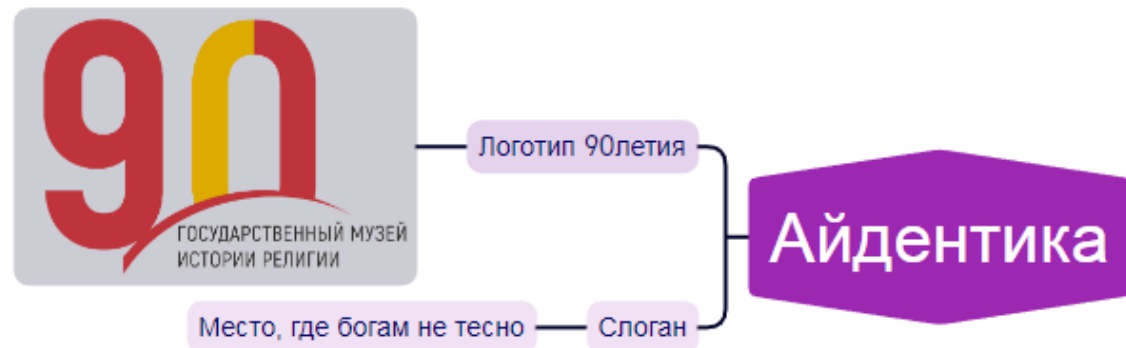 90
ГОСУДАРСТВЕННЫЙ МУЗЕЙ
ИСТОРИИ РЕЛИГИИ
Логотип 90летия
Айдентика
Место, где богам не тесно
Слоган